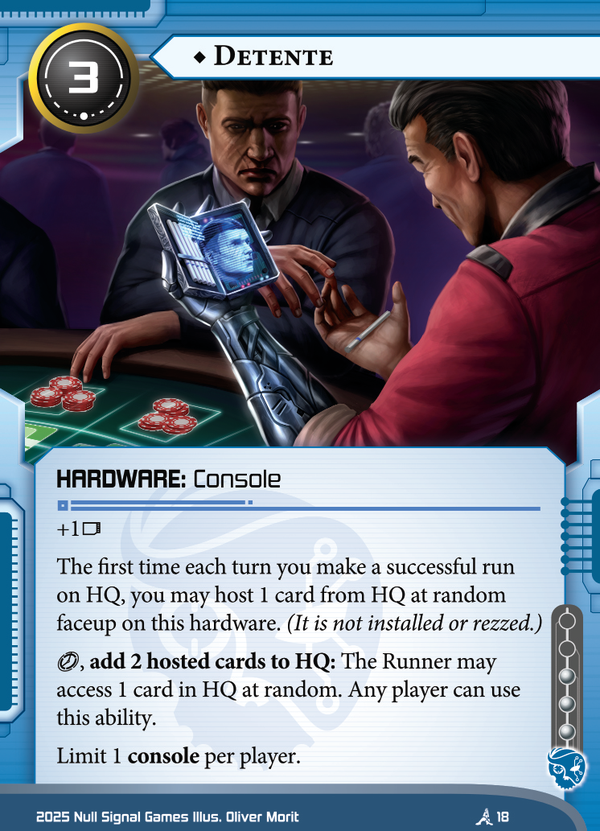 3
◆ DETENTE
HARDWARE: Console
+1
The first time each turn you make a successful run
on HQ, you may host 1 card from HQ at random
faceup on this hardware. (It is not installed or rezzed.)
, add 2 hosted cards to HQ: The Runner may
access 1 card in HQ at random. Any player can use
this ability.
Limit 1 console per player.
2025 Null Signal Games Illus. Oliver Morit
18